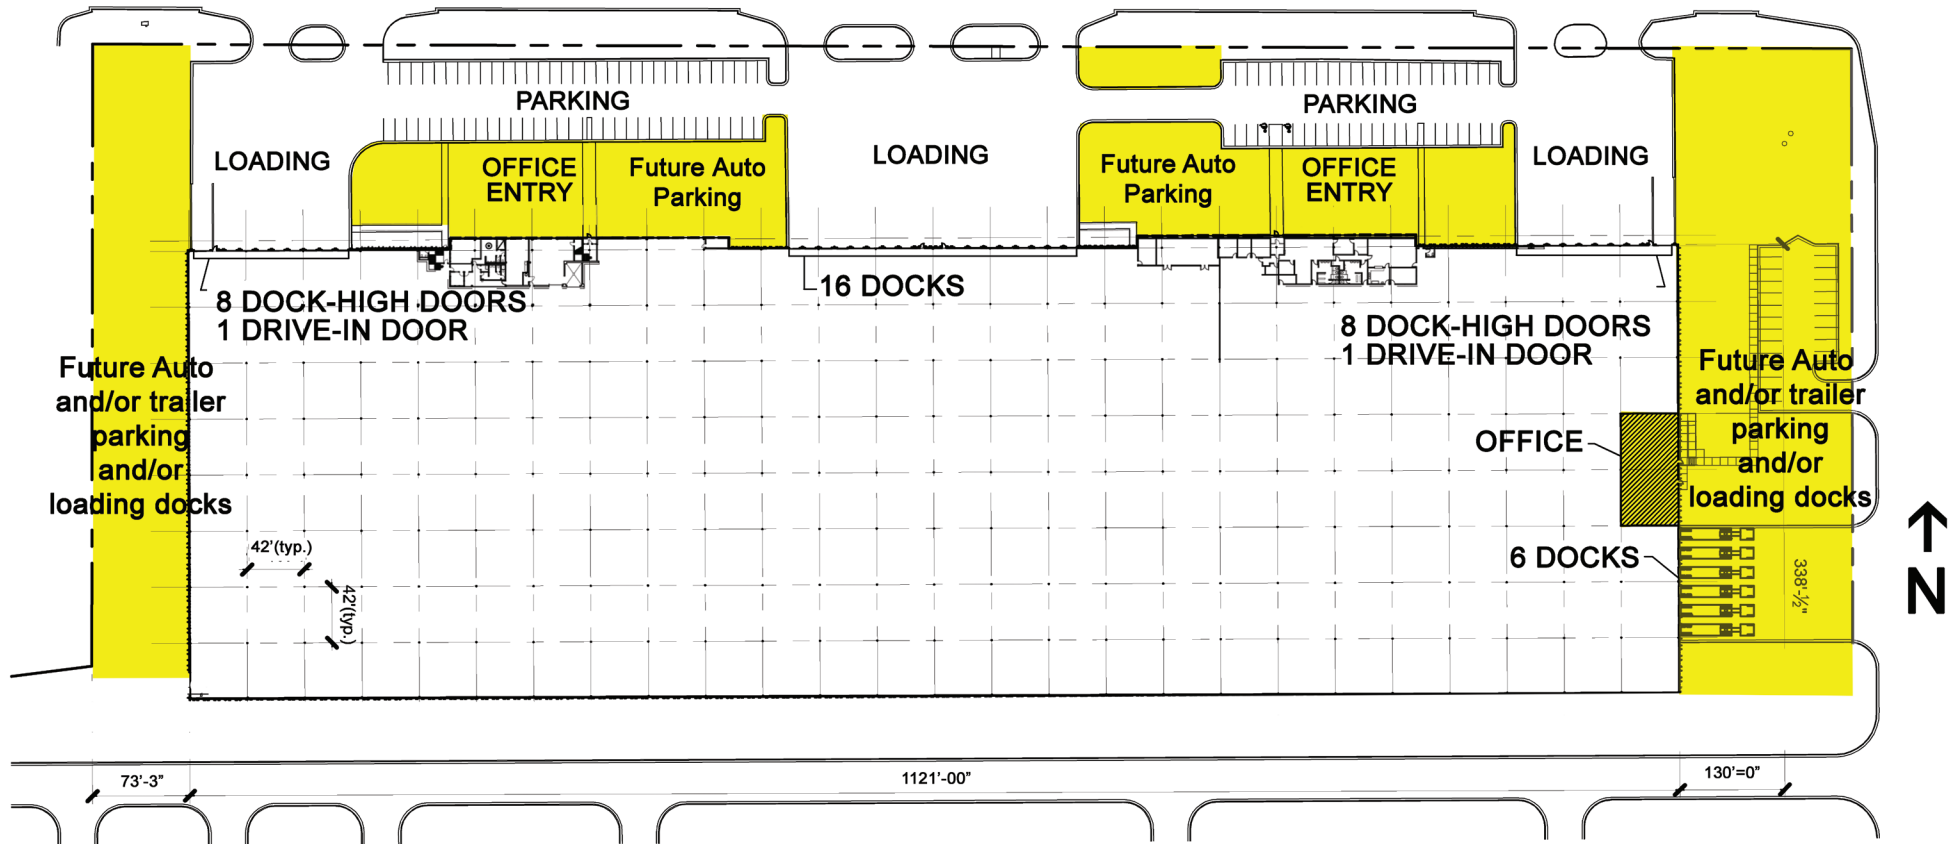 PARKING
PARKING
LOADING
OFFICE
ENTRY
Future Auto
Parking
LOADING
Future Auto
Parking
OFFICE
ENTRY
LOADING
8 DOCK-HIGH DOORS
1 DRIVE-IN DOOR
16 DOCKS
8 DOCK-HIGH DOORS
1 DRIVE-IN DOOR
Future Auto
and/or trailer
parking
and/or
loading docks
Future Auto
and/or trailer
parking
and/or
loading docks
OFFICE
6 DOCKS
42'(typ.)
42'(typ.)
338'-½"
N
73'-3"
1121'-00"
130'=0"